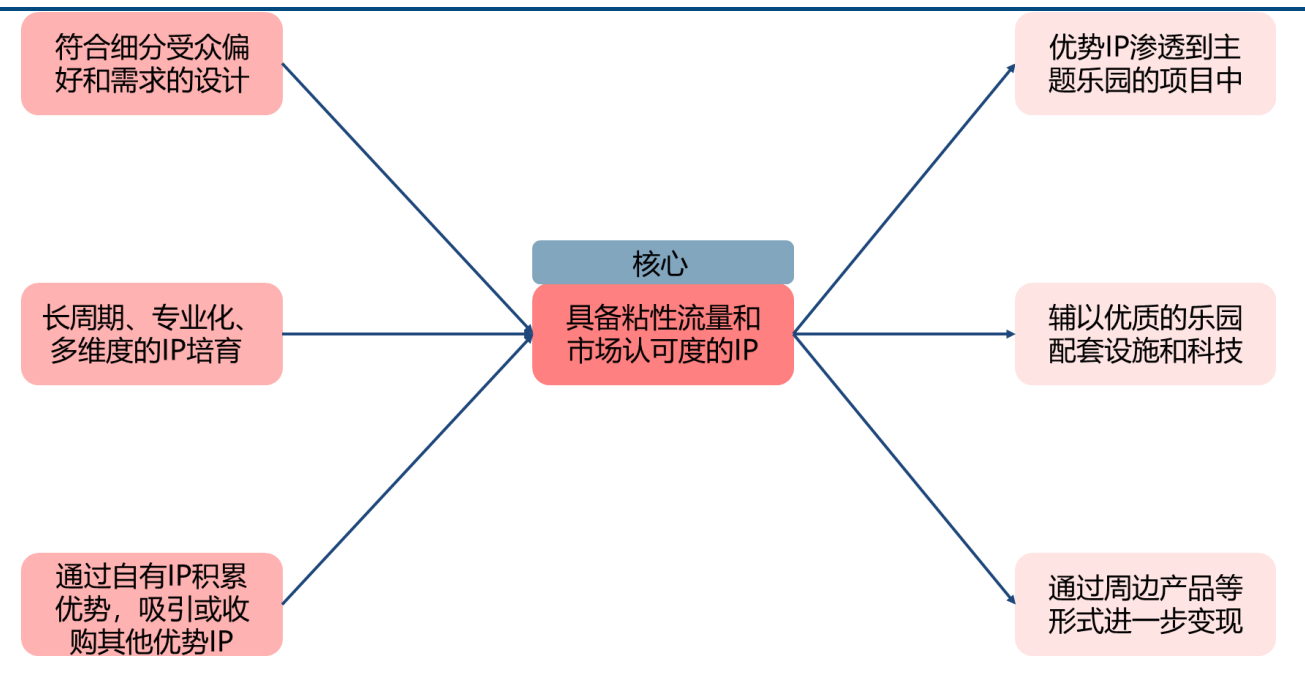 符合细分受众偏
好和需求的设计
优势IP渗透到主
题乐园的项目中
核心
长周期、专业化、
多维度的IP培育
具备粘性流量和
市场认可度的IP
辅以优质的乐园
配套设施和科技
通过自有IP积累
优势，吸引或收
购其他优势IP
通过周边产品等
形式进一步变现